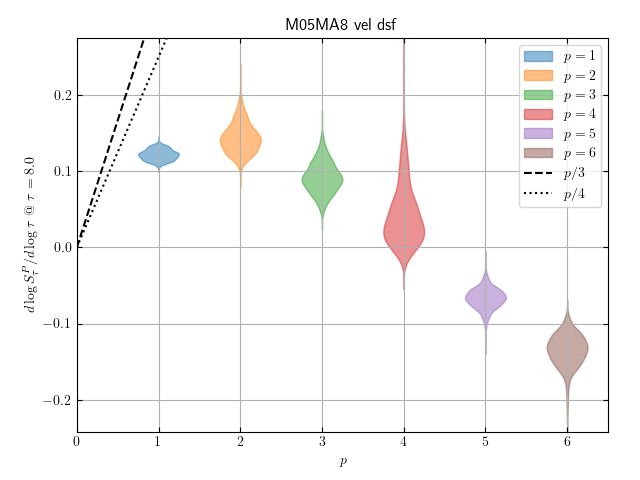 M05MA8 vel dsf
d log S_τ^P / d log τ @ τ = 8.0
0.2
0.1
0.0
−0.1
−0.2
0 1 2 3 4 5 6
p
p = 1
p = 2
p = 3
p = 4
p = 5
p = 6
p/3
p/4